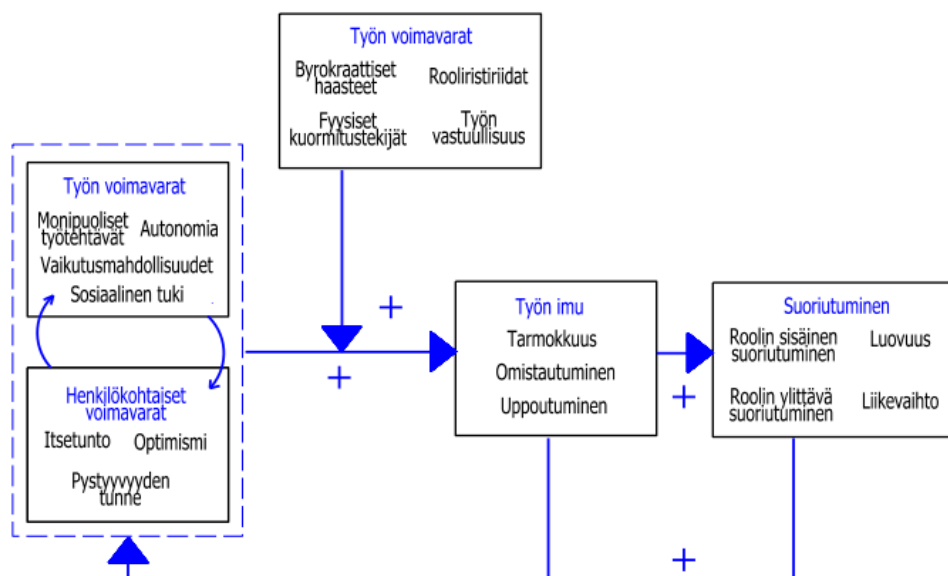 Työn voimavarat
Byrokraattiset
haasteet
Rooliristiriidat
Fyysiset
kuormitustekijät
Työn
vastuullisuus
Työn voimavarat
Monipuoliset
työtehtävät
Autonomia
Vaikutusmahdollisuudet
Sosiaalinen tuki
Henkilökohtaiset
voimavarat
Itsetunto
Optimismi
Pystyvyyden
tunne
+
+
Työn imu
Tarmokkuus
Omistautuminen
Uppoutuminen
+
Suoriutuminen
Roolin sisäinen
suoriutuminen
Luovuus
Roolin ylittävä
suoriutuminen
Liikevaihto
+